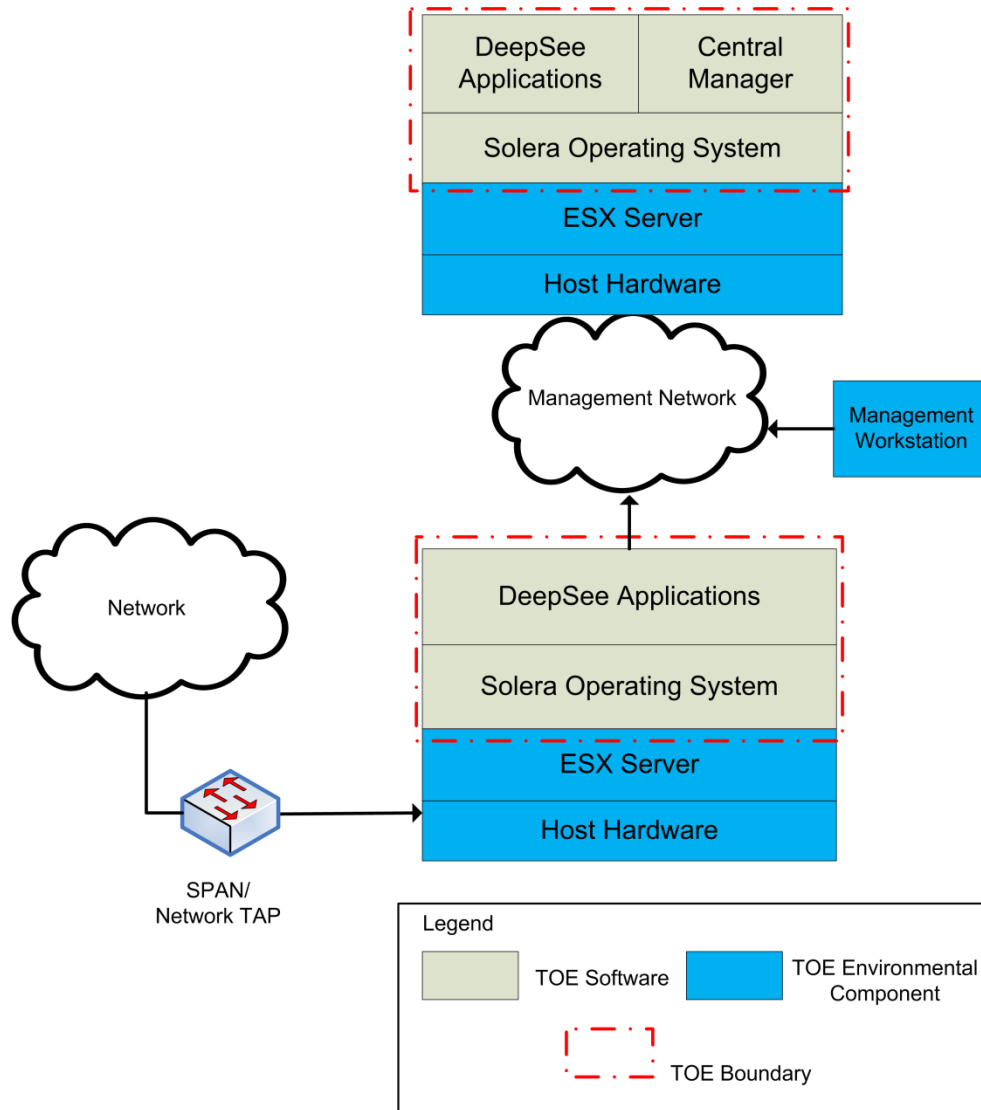 DeepSee
Applications
Central
Manager
Solera Operating System
ESX Server
Host Hardware
Management Network
Management
Workstation
Network
DeepSee Applications
Solera Operating System
ESX Server
Host Hardware
SPAN/
Network TAP
Legend
TOE Software
TOE Environmental
Component
TOE Boundary